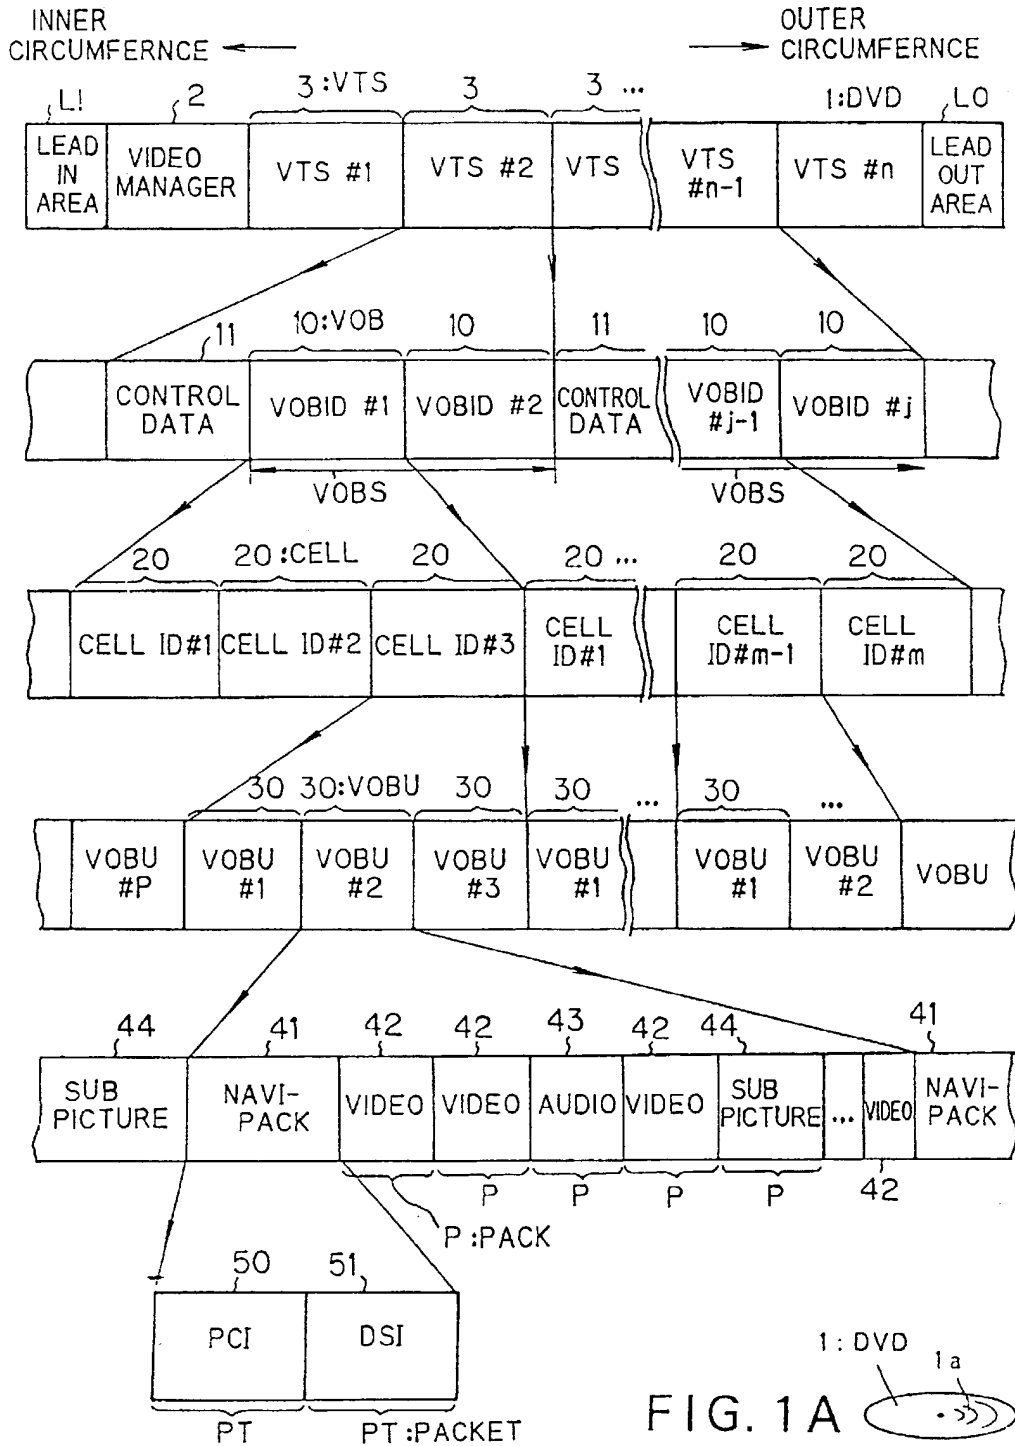 INNER CIRCUMFERNCE
OUTER CIRCUMFERNCE
LI 2 3:VTS 3 3 ... 1:DVD LO
LEAD IN AREA
VIDEO MANAGER
VTS #1
VTS #2
VTS
VTS #n-1
VTS #n
LEAD OUT AREA
11 10:VOB 10 11 10 10
CONTROL DATA
VOBID #1
VOBID #2
CONTROL DATA
VOBID #j-1
VOBID #j
VOBS VOBS
20 20:CELL 20 20 ... 20 20
CELL ID#1
CELL ID#2
CELL ID#3
CELL ID#1
CELL ID#m-1
CELL ID#m
30 30:VOBU 30 30 ... 30 ...
VOBU #P
VOBU #1
VOBU #2
VOBU #3
VOBU #1
VOBU #1
VOBU #2
VOBU
44 41 42 42 43 42 44 41
SUB PICTURE
NAVI-PACK
VIDEO
VIDEO
AUDIO
VIDEO
SUB PICTURE
...
VIDEO
NAVI-PACK
P P P P 42
P:PACK
50 51
PCI DSI
PT PT:PACKET
1:DVD
1a
FIG. 1A